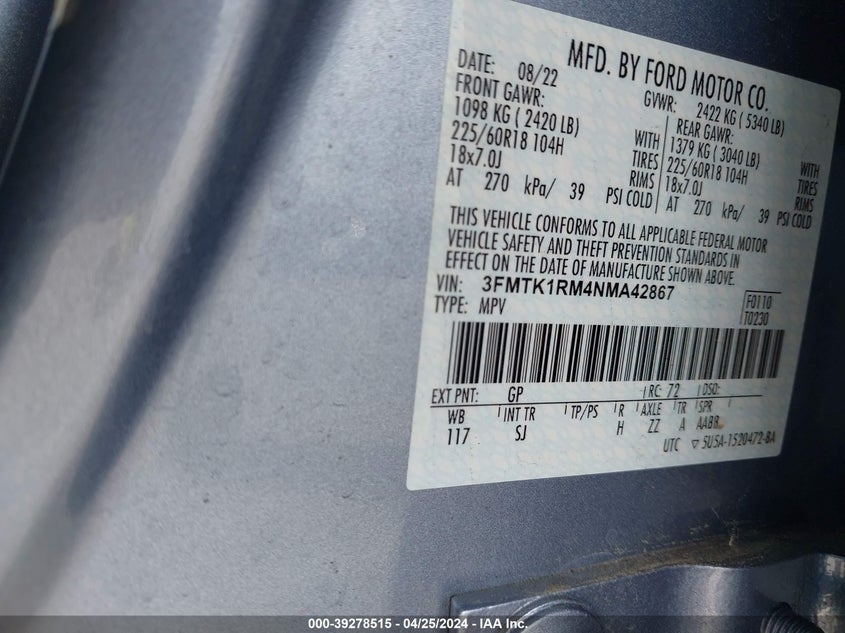 MFD. BY FORD MOTOR CO.
DATE: 08/22 GVWR: 2422 KG ( 5340 LB)
FRONT GAWR: REAR GAWR:
1098 KG ( 2420 LB) WITH 1379 KG ( 3040 LB) WITH
225/60R18 104H TIRES 225/60R18 104H TIRES
18x7.0J RIMS 18x7.0J RIMS
AT 270 kPa/ 39 PSI COLD AT 270 kPa/ 39 PSI COLD
THIS VEHICLE CONFORMS TO ALL APPLICABLE FEDERAL MOTOR
VEHICLE SAFETY AND THEFT PREVENTION STANDARDS IN
EFFECT ON THE DATE OF MANUFACTURE SHOWN ABOVE.
VIN: 3FMTK1RM4NMA42867 F0110
TYPE: MPV T0230
EXT PNT: GP RC: 72 DSO:
WB INT TR TP/PS R AXLE TR SPR
117 SJ H ZZ A AABB
UTC ▽ 5U5A-1520472-BA
000-39278515 - 04/25/2024 - IAA Inc.